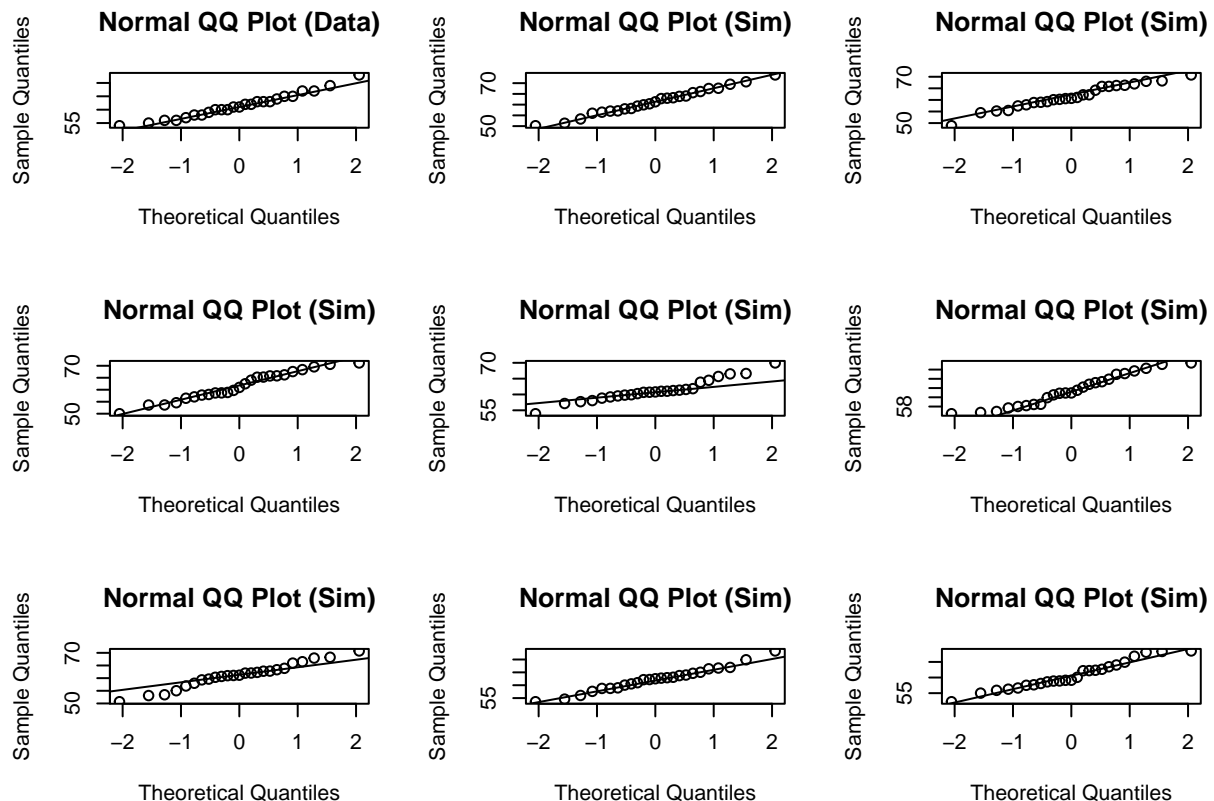 Normal QQ Plot (Data)
Sample Quantiles
55
−2 −1 0 1 2
Theoretical Quantiles
Normal QQ Plot (Sim)
Sample Quantiles
50 70
−2 −1 0 1 2
Theoretical Quantiles
Normal QQ Plot (Sim)
Sample Quantiles
50 70
−2 −1 0 1 2
Theoretical Quantiles
Normal QQ Plot (Sim)
Sample Quantiles
50 70
−2 −1 0 1 2
Theoretical Quantiles
Normal QQ Plot (Sim)
Sample Quantiles
55 70
−2 −1 0 1 2
Theoretical Quantiles
Normal QQ Plot (Sim)
Sample Quantiles
58
−2 −1 0 1 2
Theoretical Quantiles
Normal QQ Plot (Sim)
Sample Quantiles
50 70
−2 −1 0 1 2
Theoretical Quantiles
Normal QQ Plot (Sim)
Sample Quantiles
55
−2 −1 0 1 2
Theoretical Quantiles
Normal QQ Plot (Sim)
Sample Quantiles
55
−2 −1 0 1 2
Theoretical Quantiles